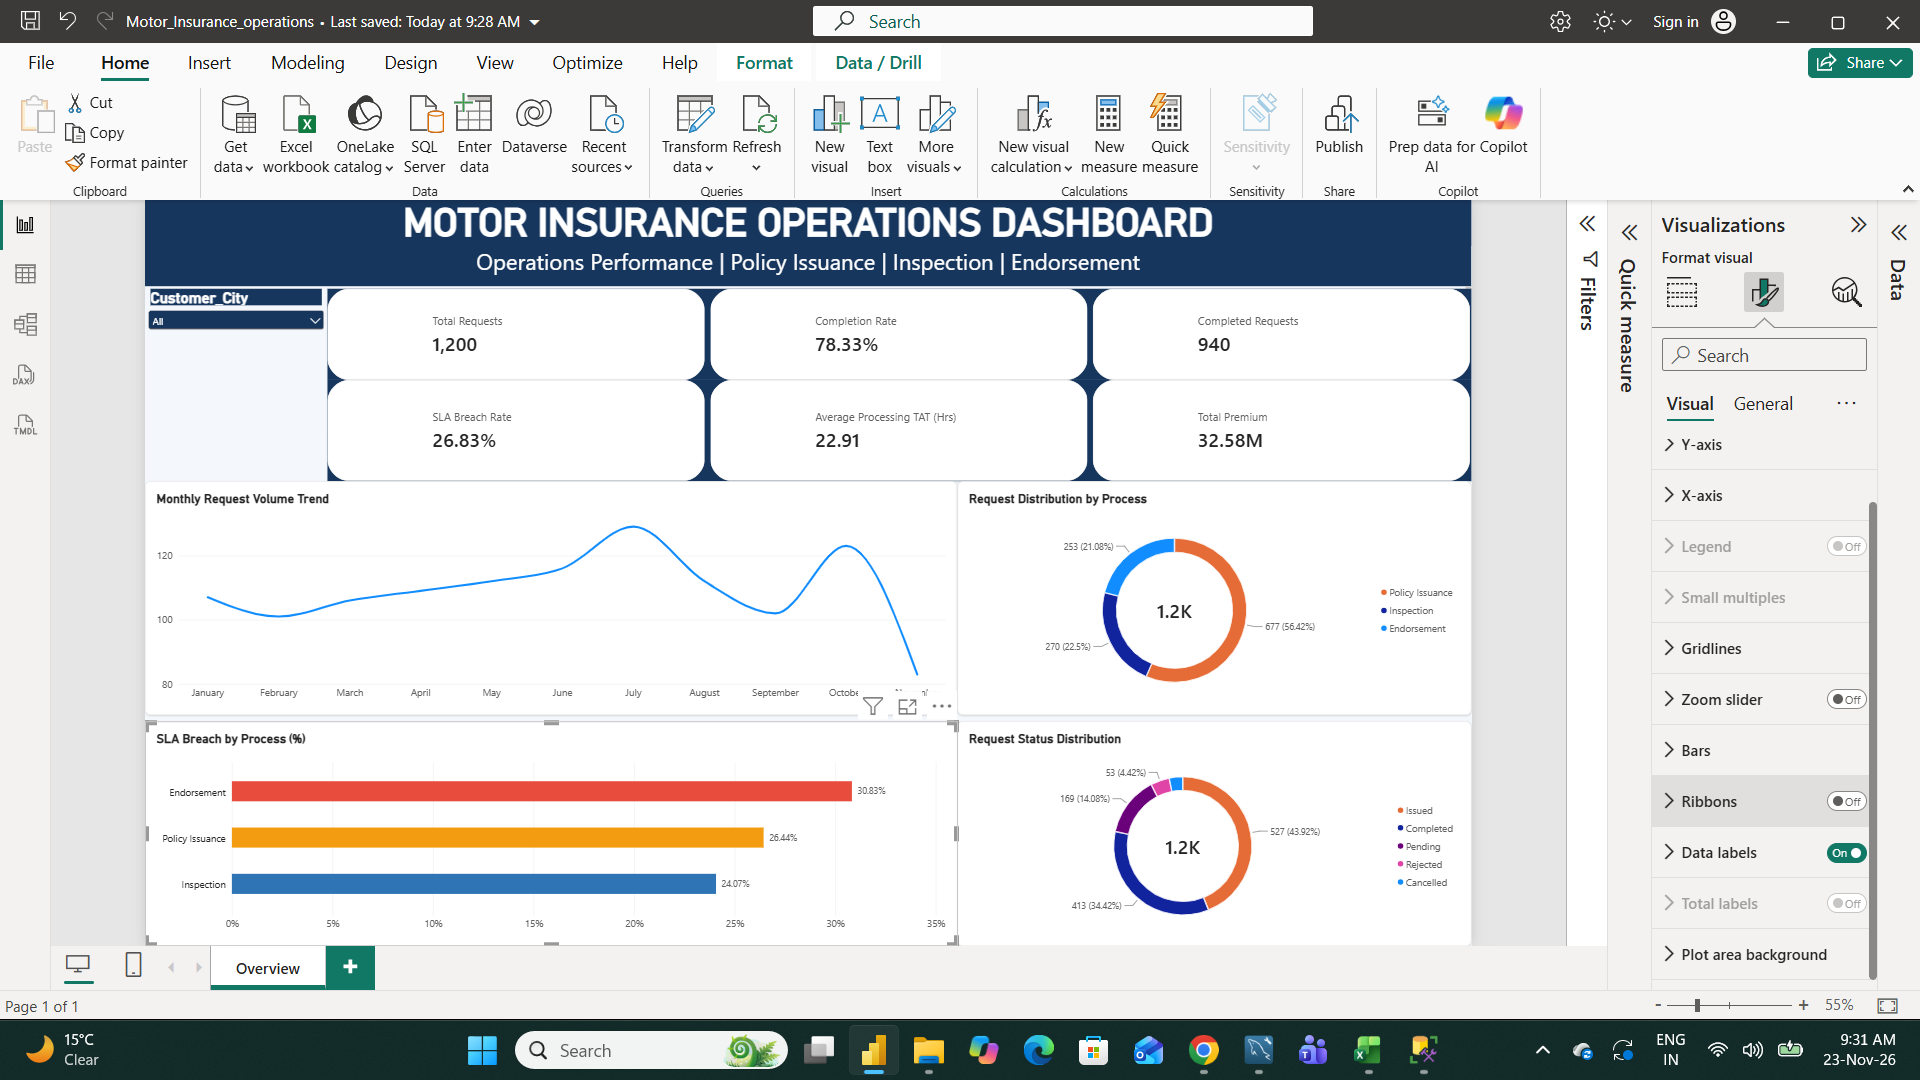 Motor_Insurance_operations • Last saved: Today at 9:28 AM
Search
Sign in
File Home Insert Modeling Design View Optimize Help Format Data / Drill
Share
Paste
Cut
Copy
Format painter
Clipboard
Get data
Excel workbook
OneLake catalog
SQL Server
Enter data
Dataverse
Recent sources
Data
Transform data
Refresh
Queries
New visual
Text box
More visuals
Insert
New visual calculation
New measure
Quick measure
Calculations
Sensitivity
Sensitivity
Publish
Share
Prep data for AI
Copilot
Copilot
DAX
TMDL
MOTOR INSURANCE OPERATIONS DASHBOARD
Operations Performance | Policy Issuance | Inspection | Endorsement
Customer_City
All
Total Requests
1,200
Completion Rate
78.33%
Completed Requests
940
SLA Breach Rate
26.83%
Average Processing TAT (Hrs)
22.91
Total Premium
32.58M
Monthly Request Volume Trend
120
100
80
January February March April May June July August September
Request Distribution by Process
253 (21.08%)
270 (22.5%)
677 (56.42%)
1.2K
Policy Issuance
Inspection
Endorsement
SLA Breach by Process (%)
Endorsement
30.83%
Policy Issuance
26.44%
Inspection
24.07%
0% 5% 10% 15% 20% 25% 30% 35%
Request Status Distribution
53 (4.42%)
169 (14.08%)
527 (43.92%)
413 (34.42%)
1.2K
Issued
Completed
Pending
Rejected
Cancelled
Filters
Quick measure
Visualizations
Format visual
Search
Visual General
Y-axis
X-axis
Legend Off
Small multiples
Gridlines
Zoom slider Off
Bars
Ribbons Off
Data labels On
Total labels Off
Plot area background
Data
Overview
Page 1 of 1
- + 55%
15°C
Clear
Search
ENG
IN
9:31 AM
23-Nov-26